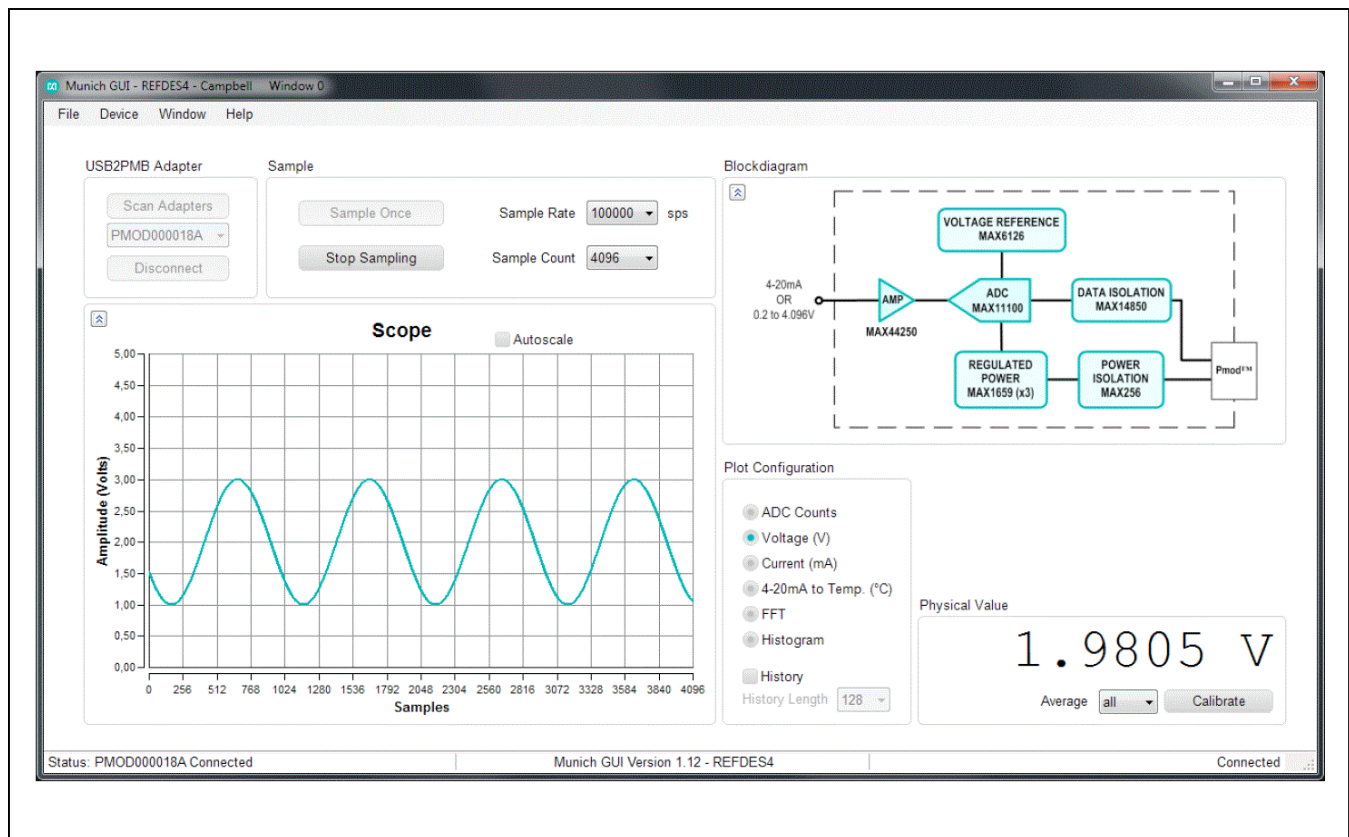 Munich GUI - REFDES4 - Campbell Window 0
File Device Window Help
USB2PMB Adapter
Scan Adapters
PMOD000018A
Disconnect
Sample
Sample Once
Sample Rate 100000 sps
Stop Sampling
Sample Count 4096
Scope
Autoscale
Amplitude (Volts)
5,00
4,50
4,00
3,50
3,00
2,50
2,00
1,50
1,00
0,50
0,00
0 256 512 768 1024 1280 1536 1792 2048 2304 2560 2816 3072 3328 3584 3840 4096
Samples
Blockdiagram
VOLTAGE REFERENCE
MAX6126
4-20mA
OR
0.2 to 4.096V
AMP
MAX44250
ADC
MAX11100
DATA ISOLATION
MAX14850
REGULATED
POWER
MAX1659 (x3)
POWER
ISOLATION
MAX256
Pmod™
Plot Configuration
ADC Counts
Voltage (V)
Current (mA)
4-20mA to Temp. (°C)
FFT
Histogram
History
History Length 128
Physical Value
1.9805 V
Average all Calibrate
Status: PMOD000018A Connected Munich GUI Version 1.12 - REFDES4 Connected